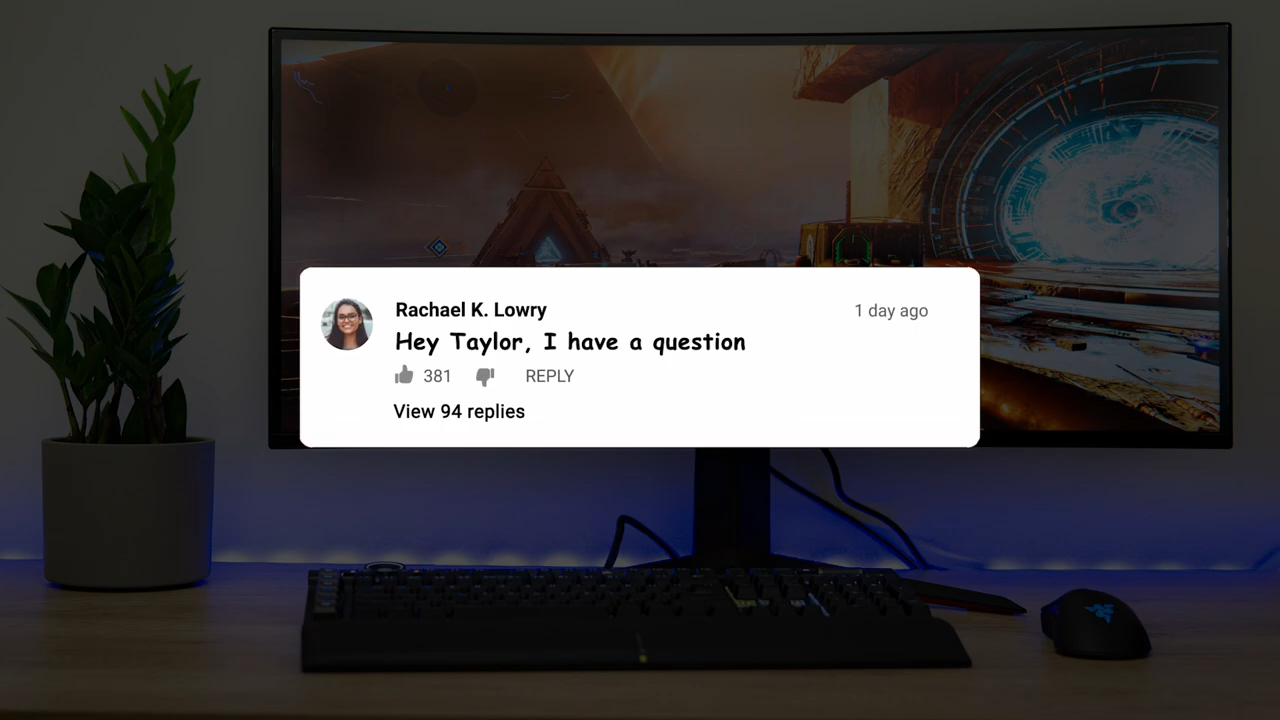 Rachael K. Lowry
1 day ago
Hey Taylor, I have a question
381
REPLY
View 94 replies